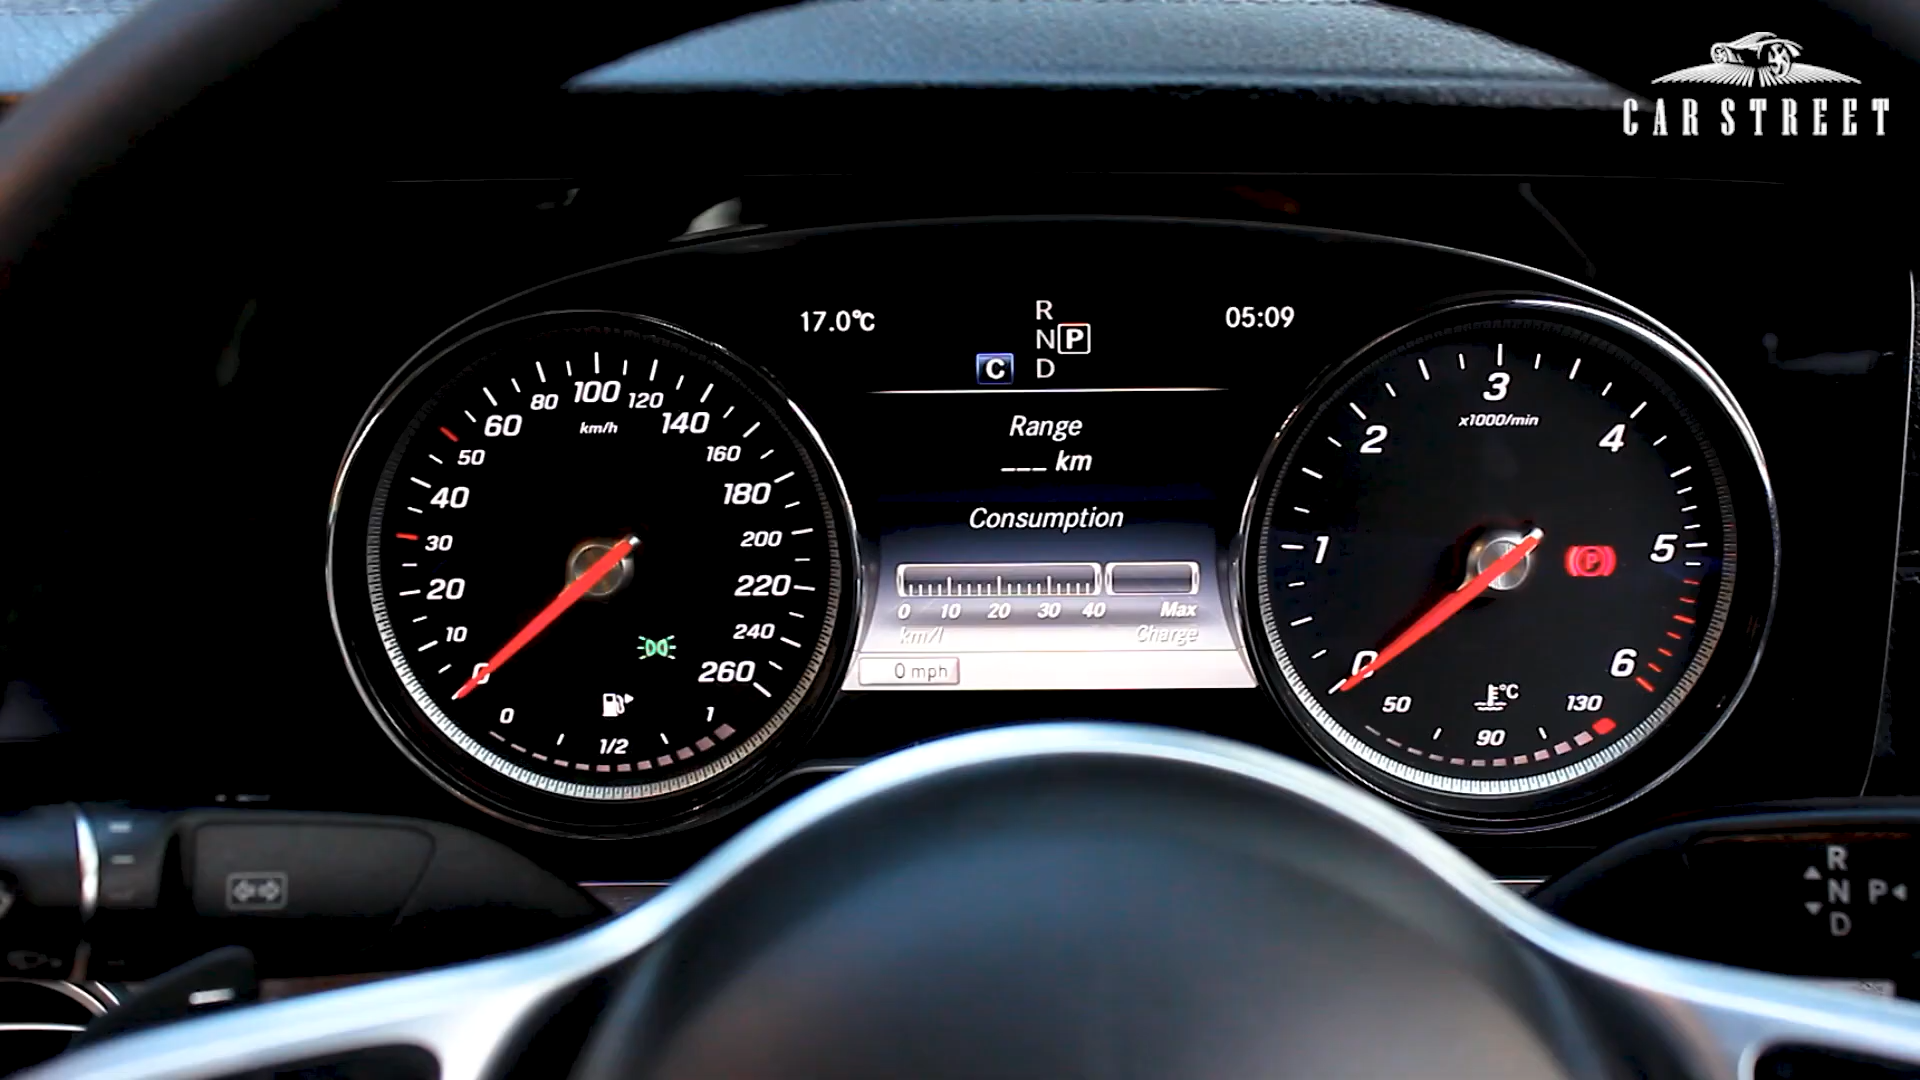 CAR STREET
17.0°C
R
N P
C D
05:09
Range
___ km
Consumption
0 10 20 30 40 Max
km/l Charge
0 mph
0
10
20
30
40
50
60
80
100
120
140
160
180
200
220
240
260
km/h
0 1/2 1
0
1
2
3
4
5
6
x1000/min
P
°C
50 90 130
R
N P
D